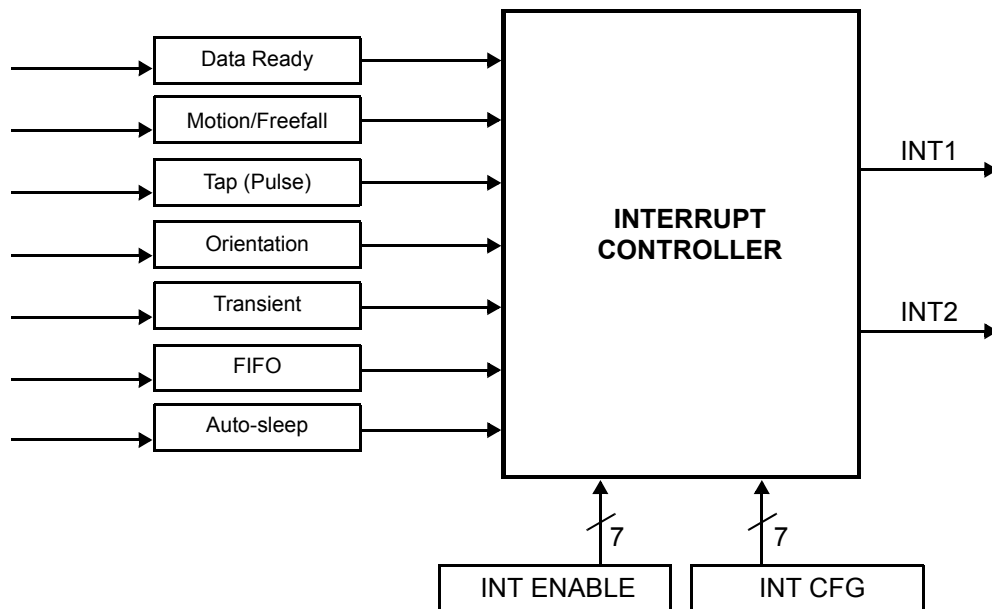 Data Ready
Motion/Freefall
Tap (Pulse)
Orientation
Transient
FIFO
Auto-sleep
INTERRUPT
CONTROLLER
INT1
INT2
7
7
INT ENABLE
INT CFG